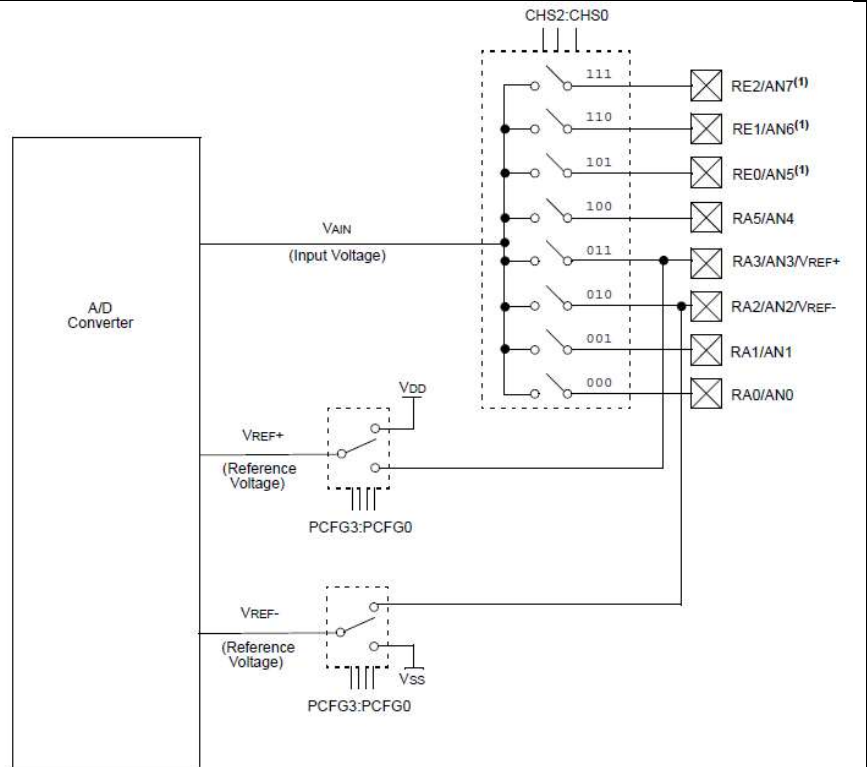 CHS2:CHS0
111
RE2/AN7(1)
110
RE1/AN6(1)
101
RE0/AN5(1)
100
RA5/AN4
VAIN
(Input Voltage)
011
RA3/AN3/VREF+
010
RA2/AN2/VREF-
A/D
Converter
001
RA1/AN1
000
RA0/AN0
VDD
VREF+
(Reference
Voltage)
PCFG3:PCFG0
VREF-
(Reference
Voltage)
VSS
PCFG3:PCFG0